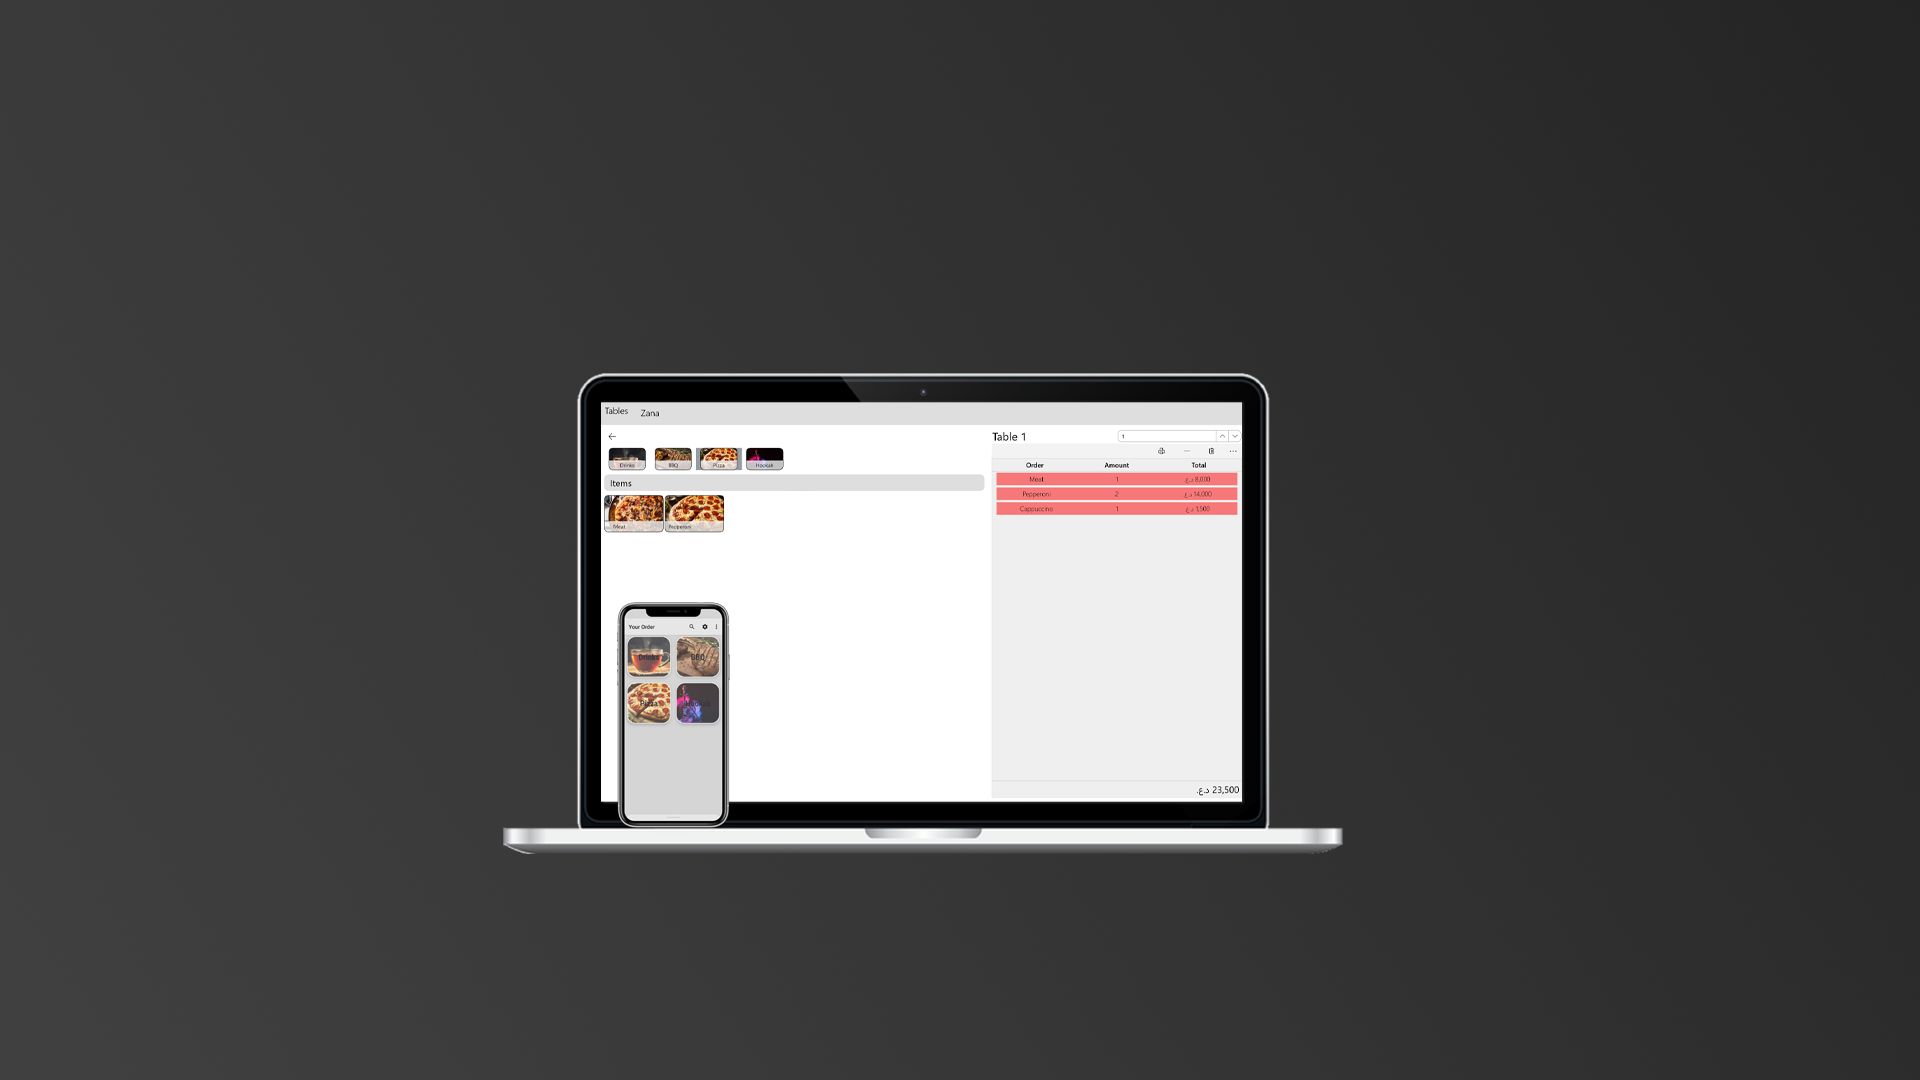 Tables Zana
Drinks BBQ Pizza Hookah
Items
Meat Pepperoni
Table 1 1
Order Amount Total
Meat 1 د.ع 8,000
Pepperoni 2 د.ع 14,000
Cappuccino 1 د.ع 1,500
د.ع. 23,500
Your Order
Drinks BBQ
Pizza Hookah